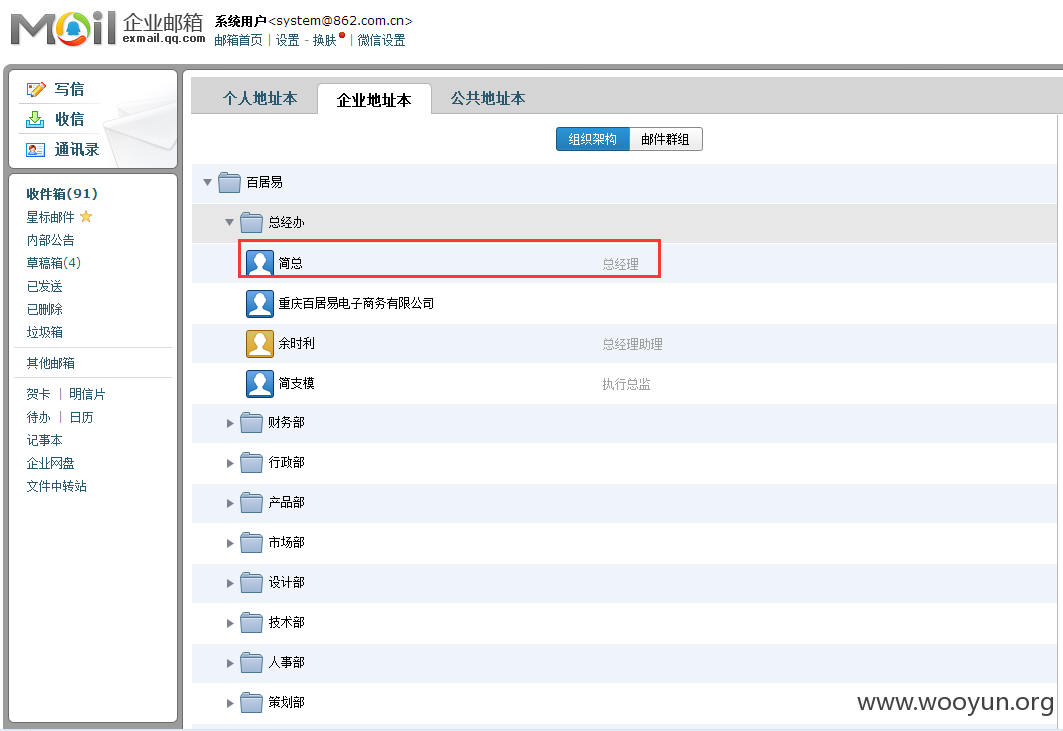 MOil 企业邮箱 exmail.qq.com
系统用户<system@862.com.cn>
邮箱首页 | 设置 - 换肤 | 微信设置
写信
收信
通讯录
收件箱(91)
星标邮件
内部公告
草稿箱(4)
已发送
已删除
垃圾箱
其他邮箱
贺卡 | 明信片
待办 | 日历
记事本
企业网盘
文件中转站
个人地址本 企业地址本 公共地址本
组织架构 邮件群组
百居易
总经办
简总 总经理
重庆百居易电子商务有限公司
余时利 总经理助理
简支模 执行总监
财务部
行政部
产品部
市场部
设计部
技术部
人事部
策划部
www.wooyun.org